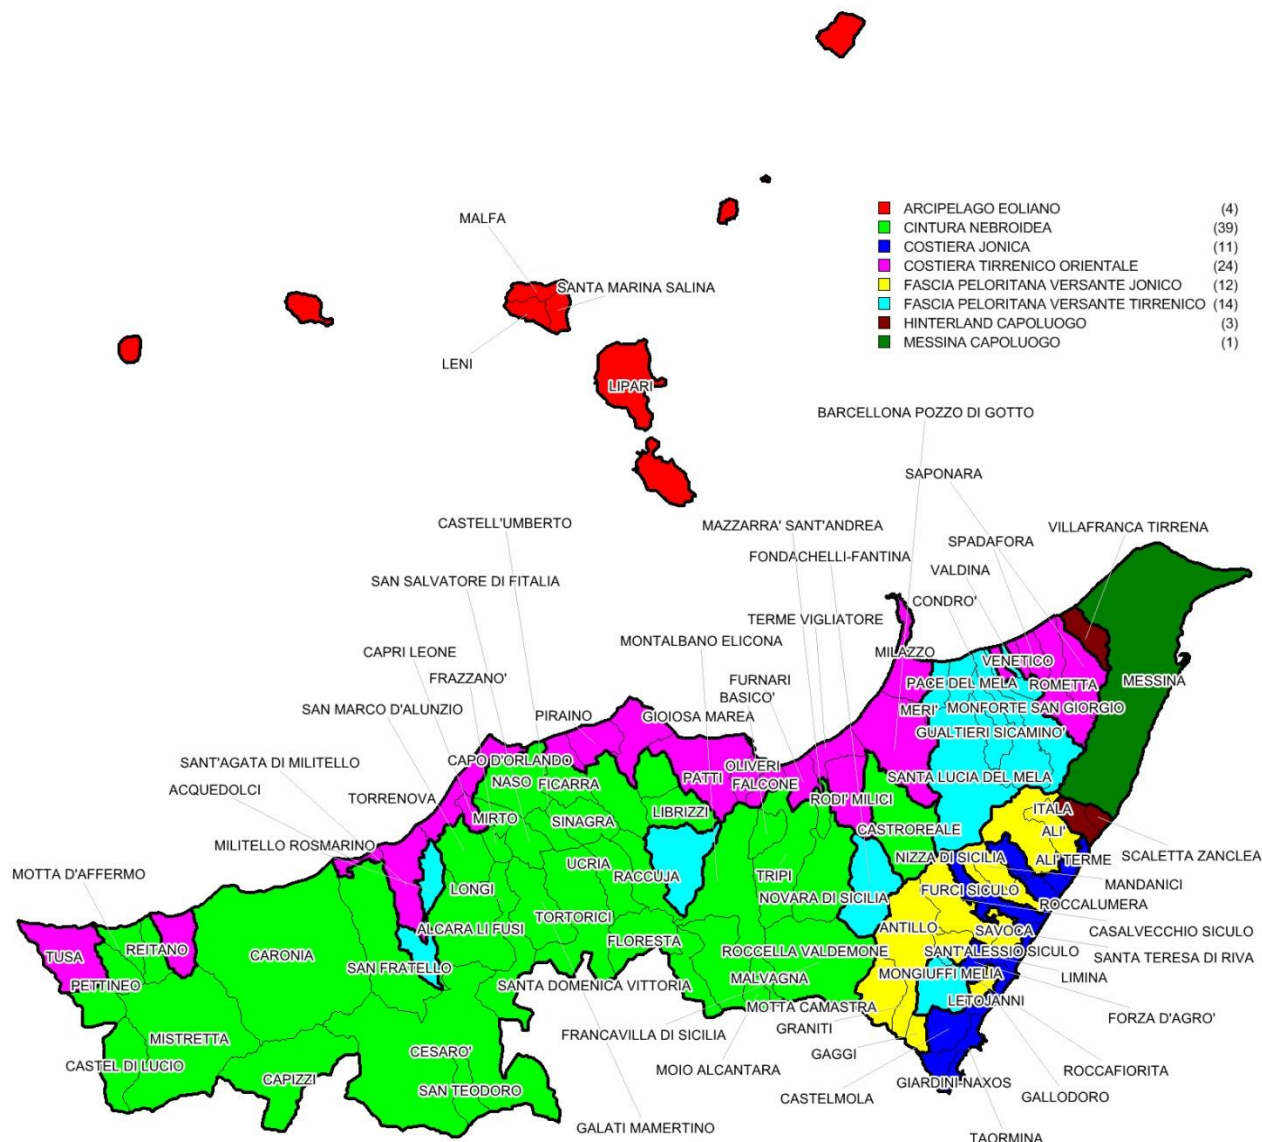 MALFA
ARCIPELAGO EOLIANO (4)
CINTURA NEBROIDEA (39)
COSTIERA JONICA (11)
COSTIERA TIRRENICO ORIENTALE (24)
FASCIA PELORITANA VERSANTE JONICO (12)
FASCIA PELORITANA VERSANTE TIRRENICO (14)
HINTERLAND CAPOLUOGO (3)
MESSINA CAPOLUOGO (1)
SANTA MARINA SALINA
LENI
LIPARI
BARCELLONA POZZO DI GOTTO
SAPONARA
CASTELL'UMBERTO
MAZZARRA' SANT'ANDREA
VILLAFRANCA TIRRENA
SPADAFORA
FONDACHELLI-FANTINA
VALDINA
SAN SALVATORE DI FITALIA
CONDRO'
TERME VIGLIATORE
MONTALBANO ELICONA
CAPRI LEONE
MILAZZO
VENETICO
FRAZZANO'
FURNARI
PACE DEL MELA
ROMETTA
MESSINA
BASICO'
SAN MARCO D'ALUNZIO
PIRAINO
GIOIOSA MAREA
MERI'
MONFORTE SAN GIORGIO
GUALTIERI SICAMINO'
CAPO D'ORLANDO
SANT'AGATA DI MILITELLO
OLIVERI
PATTI
FALCONE
SANTA LUCIA DEL MELA
NASO
FICARRA
ACQUEDOLCI
TORRENOVA
RODI' MILICI
LIBRIZZI
ITALA
MIRTO
SINAGRA
CASTROREALE
ALI'
MILITELLO ROSMARINO
SCALETTA ZANCLEA
NIZZA DI SICILIA
ALI' TERME
UCRIA
MOTTA D'AFFERMO
RACCUJA
TRIPI
MANDANICI
LONGI
FURCI SICULO
NOVARA DI SICILIA
ROCCALUMERA
TORTORICI
ALCARA LI FUSI
ANTILLO
SAVOCA
CASALVECCHIO SICULO
FLORESTA
REITANO
CARONIA
ROCCELLA VALDEMONE
SANT'ALESSIO SICULO
TUSA
SANTA TERESA DI RIVA
SAN FRATELLO
MONGIUFFI MELIA
LIMINA
MALVAGNA
PETTINEO
SANTA DOMENICA VITTORIA
LETOJANNI
MOTTA CAMASTRA
FORZA D'AGRO'
GRANITI
FRANCAVILLA DI SICILIA
MISTRETTA
CESARO'
GAGGI
CASTEL DI LUCIO
MOIO ALCANTARA
ROCCAFIORITA
CAPIZZI
GIARDINI-NAXOS
SAN TEODORO
CASTELMOLA
GALLODORO
GALATI MAMERTINO
TAORMINA